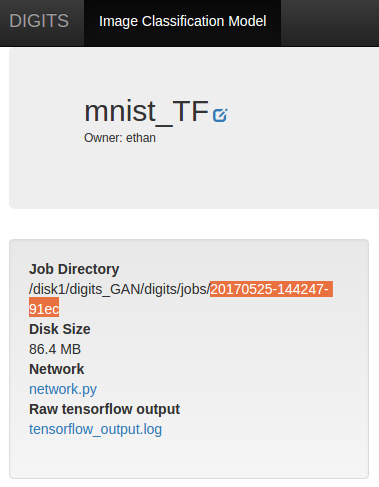 DIGITS Image Classification Model
mnist_TF
Owner: ethan
Job Directory
/disk1/digits_GAN/digits/jobs/20170525-144247-
91ec
Disk Size
86.4 MB
Network
network.py
Raw tensorflow output
tensorflow_output.log